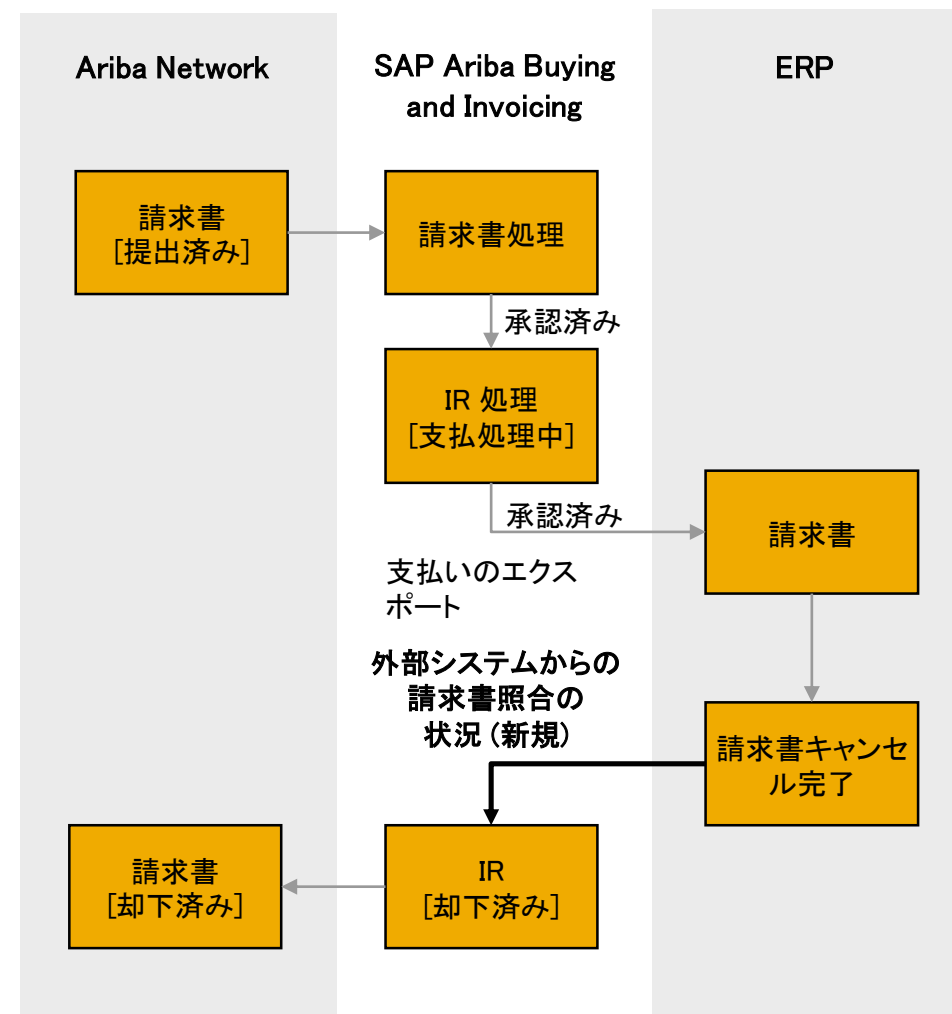 Ariba Network
SAP Ariba Buying
and Invoicing
ERP
請求書
[提出済み]
請求書処理
承認済み
IR 処理
[支払処理中]
承認済み
請求書
支払いのエクス
ポート
外部システムからの
請求書照合の
状況 (新規)
請求書キャンセ
ル完了
請求書
[却下済み]
IR
[却下済み]